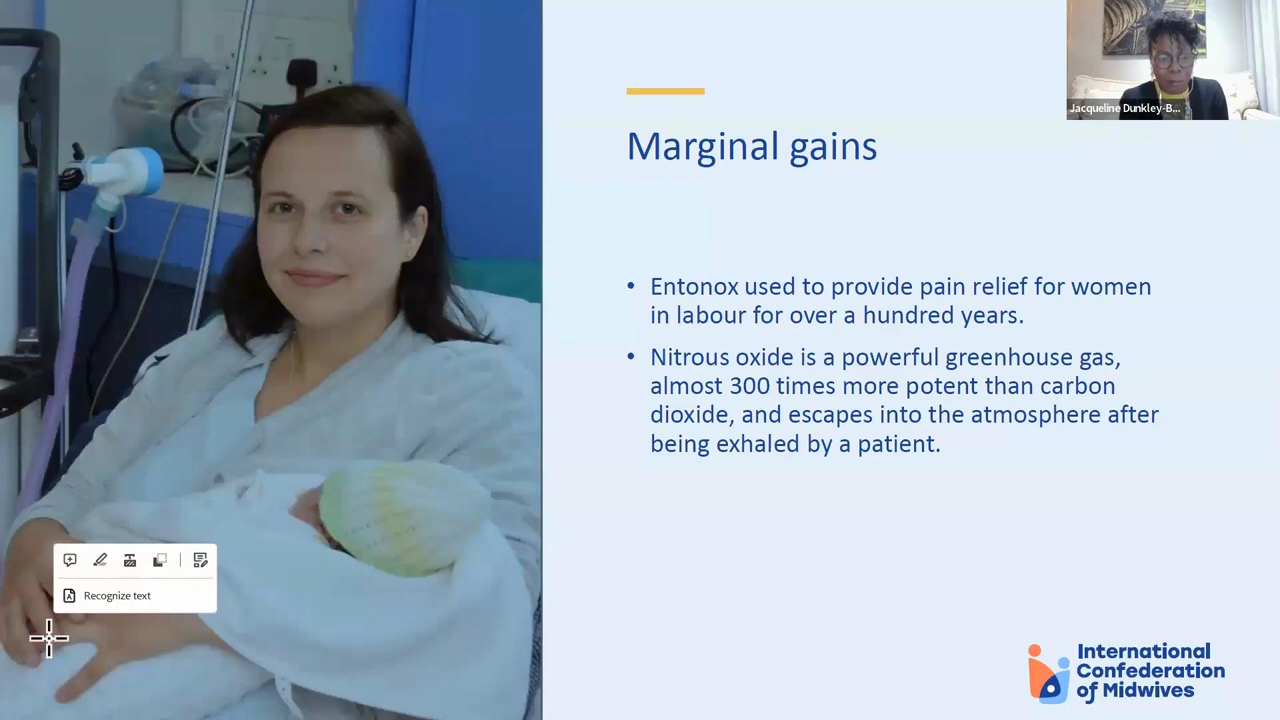 Jacqueline Dunkley-B...
Marginal gains
• Entonox used to provide pain relief for women
in labour for over a hundred years.
• Nitrous oxide is a powerful greenhouse gas,
almost 300 times more potent than carbon
dioxide, and escapes into the atmosphere after
being exhaled by a patient.
Recognize text
International
Confederation
of Midwives